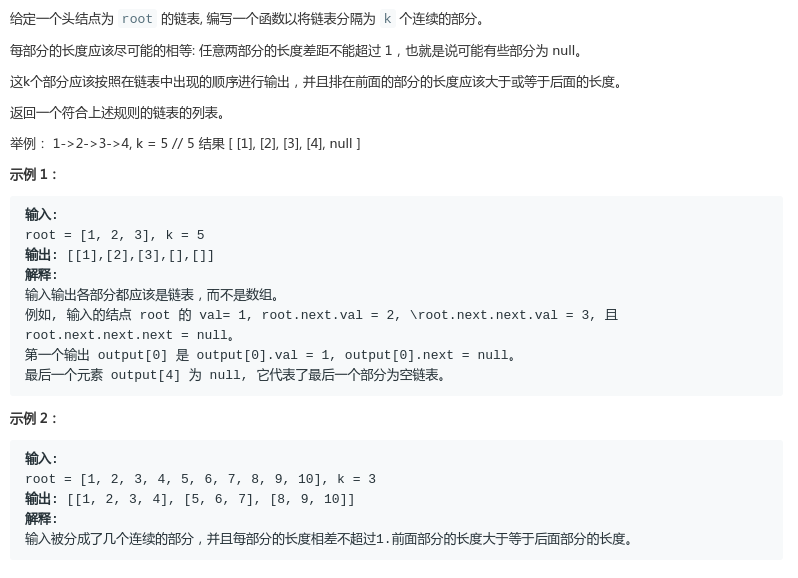 给定一个头结点为 root 的链表, 编写一个函数以将链表分隔为 k 个连续的部分。
每部分的长度应该尽可能的相等: 任意两部分的长度差距不能超过 1，也就是说可能有些部分为 null。
这k个部分应该按照在链表中出现的顺序进行输出，并且排在前面的部分的长度应该大于或等于后面的长度。
返回一个符合上述规则的链表的列表。
举例： 1->2->3->4, k = 5 // 5 结果 [ [1], [2], [3], [4], null ]
示例 1：
输入:
root = [1, 2, 3], k = 5
输出: [[1],[2],[3],[],[]]
解释:
输入输出各部分都应该是链表，而不是数组。
例如, 输入的结点 root 的 val= 1, root.next.val = 2, \root.next.next.val = 3, 且
root.next.next.next = null。
第一个输出 output[0] 是 output[0].val = 1, output[0].next = null。
最后一个元素 output[4] 为 null, 它代表了最后一个部分为空链表。
示例 2：
输入:
root = [1, 2, 3, 4, 5, 6, 7, 8, 9, 10], k = 3
输出: [[1, 2, 3, 4], [5, 6, 7], [8, 9, 10]]
解释:
输入被分成了几个连续的部分，并且每部分的长度相差不超过1.前面部分的长度大于等于后面部分的长度。